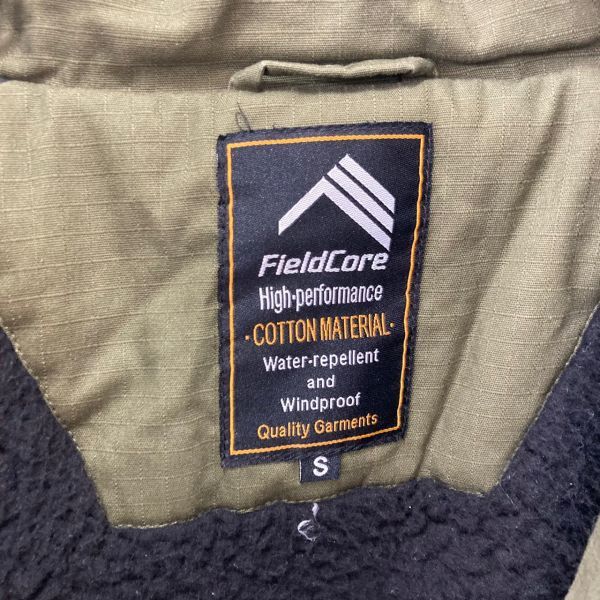 FieldCore
High-performance
·COTTON MATERIAL·
Water-repellent
and
Windproof
Quality Garments
S